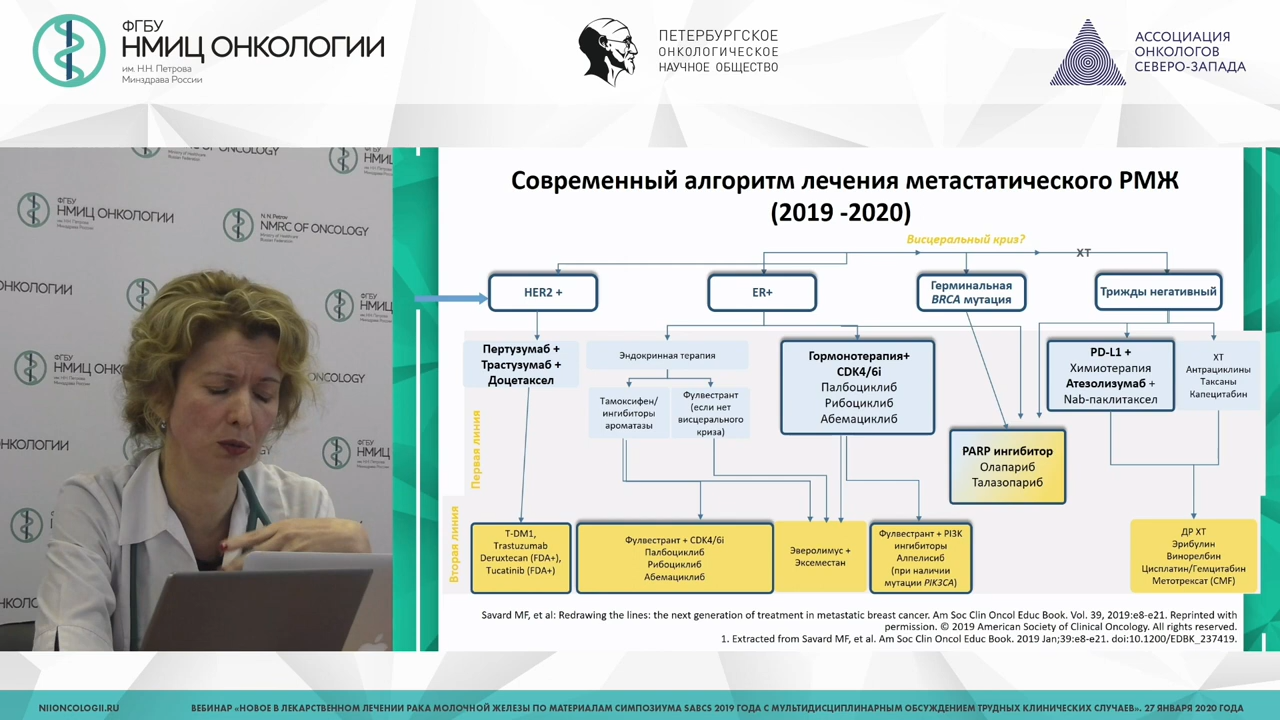 ФГБУ
НМИЦ ОНКОЛОГИИ
им. Н.Н. Петрова
Минздрава России
ПЕТЕРБУРГСКОЕ
ОНКОЛОГИЧЕСКОЕ
НАУЧНОЕ ОБЩЕСТВО
АССОЦИАЦИЯ
ОНКОЛОГОВ
СЕВЕРО-ЗАПАДА
ФГБУ
НМИЦ ОНКОЛОГИИ
N.N. Petrov
NMRC OF ONCOLOGY
Современный алгоритм лечения метастатического РМЖ
(2019 -2020)
Висцеральный криз?
ХТ
HER2 +
ER+
Герминальная
BRCA мутация
Трижды негативный
Первая линия
Пертузумаб +
Трастузумаб +
Доцетаксел
Эндокринная терапия
Тамоксифен/
ингибиторы
ароматазы
Фулвестрант
(если нет
висцерального
криза)
Гормонотерапия+
CDK4/6i
Палбоциклиб
Рибоциклиб
Абемациклиб
PARP ингибитор
Олапариб
Талазопариб
PD-L1 +
Химиотерапия
Атезолизумаб +
Nab-паклитаксел
ХТ
Антрациклины
Таксаны
Капецитабин
Вторая линия
T-DM1,
Trastuzumab
Deruxtecan (FDA+),
Tucatinib (FDA+)
Фулвестрант + CDK4/6i
Палбоциклиб
Рибоциклиб
Абемациклиб
Эверолимус +
Эксеместан
Фулвестрант + PI3K
ингибиторы
Алпелисиб
(при наличии
мутации PIK3CA)
ДР ХТ
Эрибулин
Винорелбин
Цисплатин/Гемцитабин
Метотрексат (CMF)
Savard MF, et al: Redrawing the lines: the next generation of treatment in metastatic breast cancer. Am Soc Clin Oncol Educ Book. Vol. 39, 2019:e8-e21. Reprinted with
permission. © 2019 American Society of Clinical Oncology. All rights reserved.
1. Extracted from Savard MF, et al. Am Soc Clin Oncol Educ Book. 2019 Jan;39:e8-e21. doi:10.1200/EDBK_237419.
NIIONCOLOGII.RU
ВЕБИНАР «НОВОЕ В ЛЕКАРСТВЕННОМ ЛЕЧЕНИИ РАКА МОЛОЧНОЙ ЖЕЛЕЗЫ ПО МАТЕРИАЛАМ СИМПОЗИУМА SABCS 2019 ГОДА С МУЛЬТИДИСЦИПЛИНАРНЫМ ОБСУЖДЕНИЕМ ТРУДНЫХ КЛИНИЧЕСКИХ СЛУЧАЕВ». 27 ЯНВАРЯ 2020 ГОДА